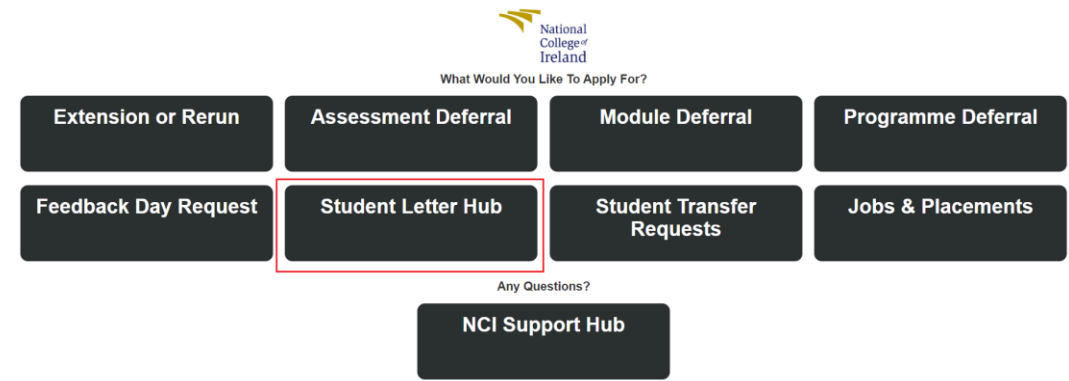 National
College of
Ireland
What Would You Like To Apply For?
Extension or Rerun
Assessment Deferral
Module Deferral
Programme Deferral
Feedback Day Request
Student Letter Hub
Student Transfer
Requests
Jobs & Placements
Any Questions?
NCI Support Hub